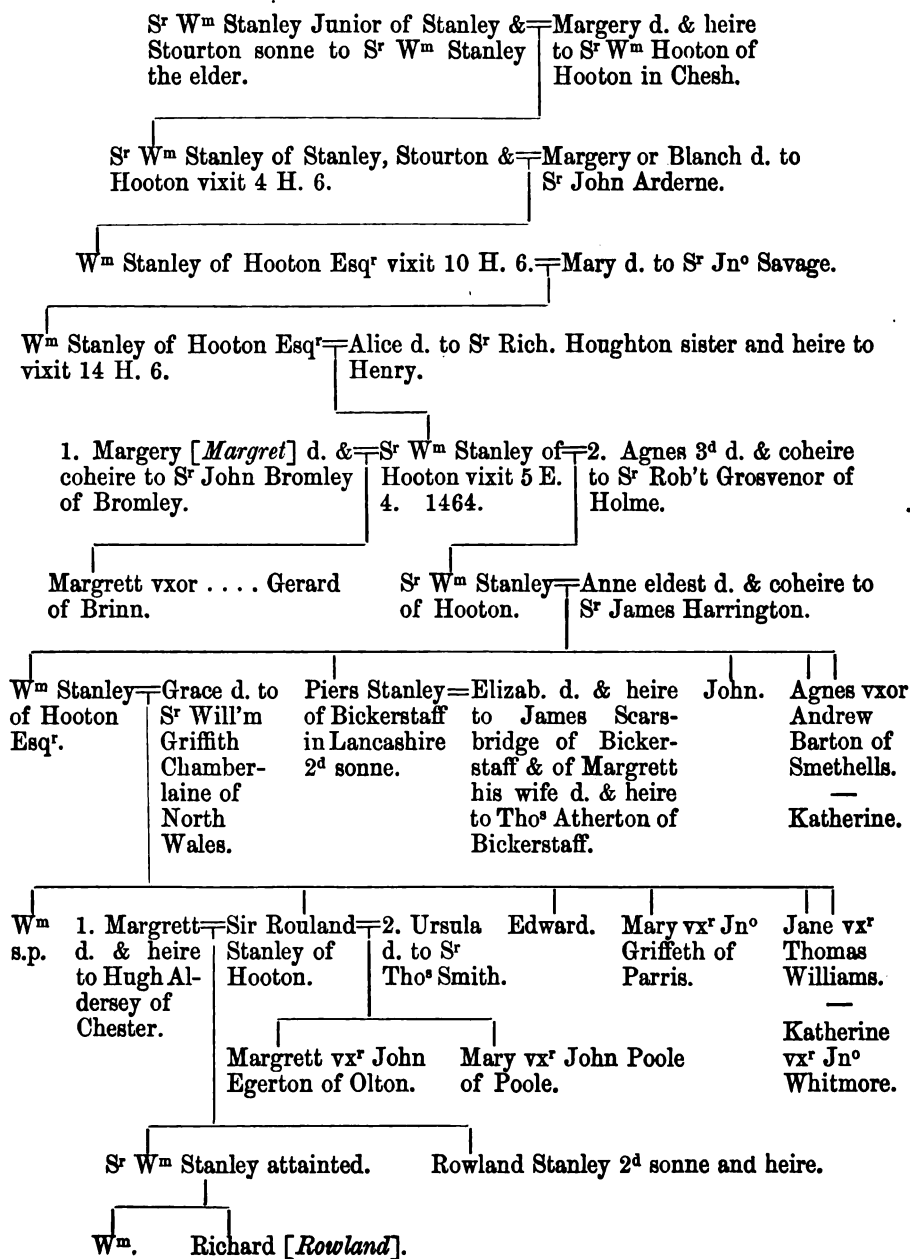 Sʳ Wᵐ Stanley Junior of Stanley &
Stourton sonne to Sʳ Wᵐ Stanley
the elder.
Margery d. & heire
to Sʳ Wᵐ Hooton of
Hooton in Chesh.
Sʳ Wᵐ Stanley of Stanley, Stourton &
Hooton vixit 4 H. 6.
Margery or Blanch d. to
Sʳ John Arderne.
Wᵐ Stanley of Hooton Esqʳ vixit 10 H. 6.
Mary d. to Sʳ Jnᵒ Savage.
Wᵐ Stanley of Hooton Esqʳ
vixit 14 H. 6.
Alice d. to Sʳ Rich. Houghton sister and heire to
Henry.
1. Margery [Margret] d. &
coheire to Sʳ John Bromley
of Bromley.
Sʳ Wᵐ Stanley of
Hooton vixit 5 E.
4. 1464.
2. Agnes 3ᵈ d. & coheire
to Sʳ Rob't Grosvenor of
Holme.
Margrett vxor .... Gerard
of Brinn.
Sʳ Wᵐ Stanley
of Hooton.
Anne eldest d. & coheire to
Sʳ James Harrington.
Wᵐ Stanley
of Hooton
Esqʳ.
Grace d. to
Sʳ Will'm
Griffith
Chamber-
laine of
North
Wales.
Piers Stanley
of Bickerstaff
in Lancashire
2ᵈ sonne.
Elizab. d. & heire
to James Scars-
bridge of Bicker-
staff & of Margrett
his wife d. & heire
to Thoˢ Atherton of
Bickerstaff.
John.
Agnes vxor
Andrew
Barton of
Smethells.
—
Katherine.
Wᵐ
s.p.
1. Margrett
d. & heire
to Hugh Al-
dersey of
Chester.
Sir Rouland
Stanley of
Hooton.
2. Ursula
d. to Sʳ
Thoˢ Smith.
Edward.
Mary vxʳ Jnᵒ
Griffeth of
Parris.
Jane vxʳ
Thomas
Williams.
—
Katherine
vxʳ Jnᵒ
Whitmore.
Margrett vxʳ John
Egerton of Olton.
Mary vxʳ John Poole
of Poole.
Sʳ Wᵐ Stanley attainted.
Rowland Stanley 2ᵈ sonne and heire.
Wᵐ.
Richard [Rowland].